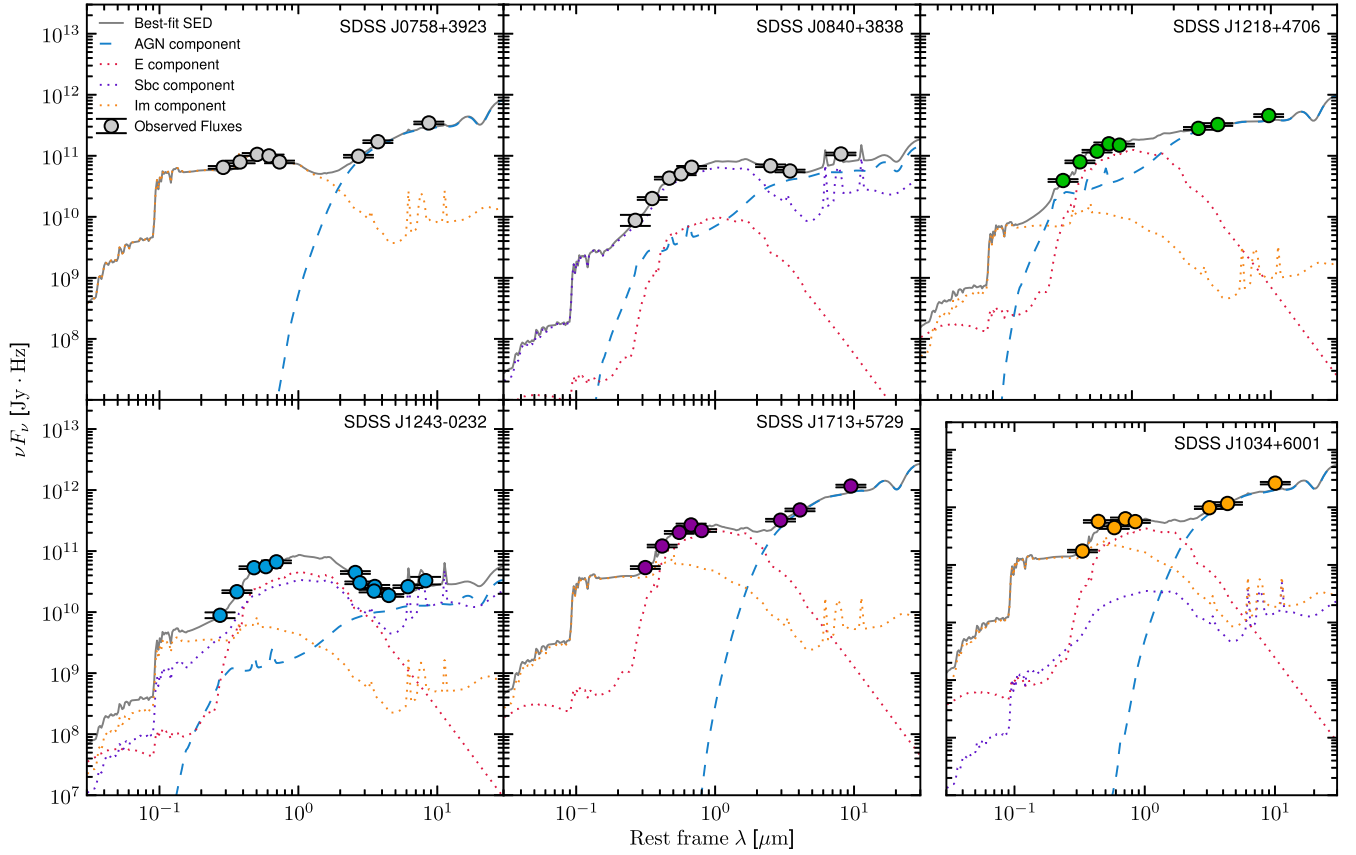 Best-fit SED
AGN component
E component
Sbc component
Im component
Observed Fluxes
SDSS J0758+3923
SDSS J0840+3838
SDSS J1218+4706
10^13
10^12
10^11
10^10
10^9
10^8
νF_ν [Jy · Hz]
SDSS J1243-0232
SDSS J1713+5729
SDSS J1034+6001
10^13
10^12
10^11
10^10
10^9
10^8
10^7
10^−1
10^0
10^1
10^−1
10^0
10^1
10^−1
10^0
10^1
Rest frame λ [μm]